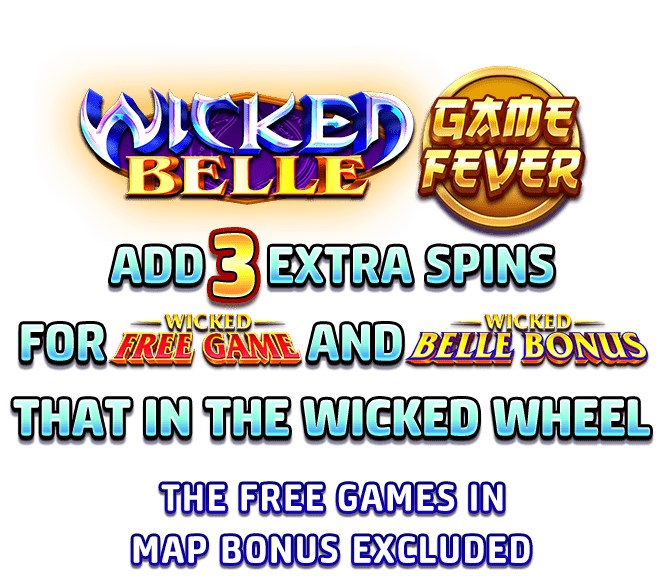 WICKED
BELLE
GAME
FEVER
ADD 3 EXTRA SPINS
FOR WICKED FREE GAME AND WICKED BELLE BONUS
THAT IN THE WICKED WHEEL
THE FREE GAMES IN
MAP BONUS EXCLUDED